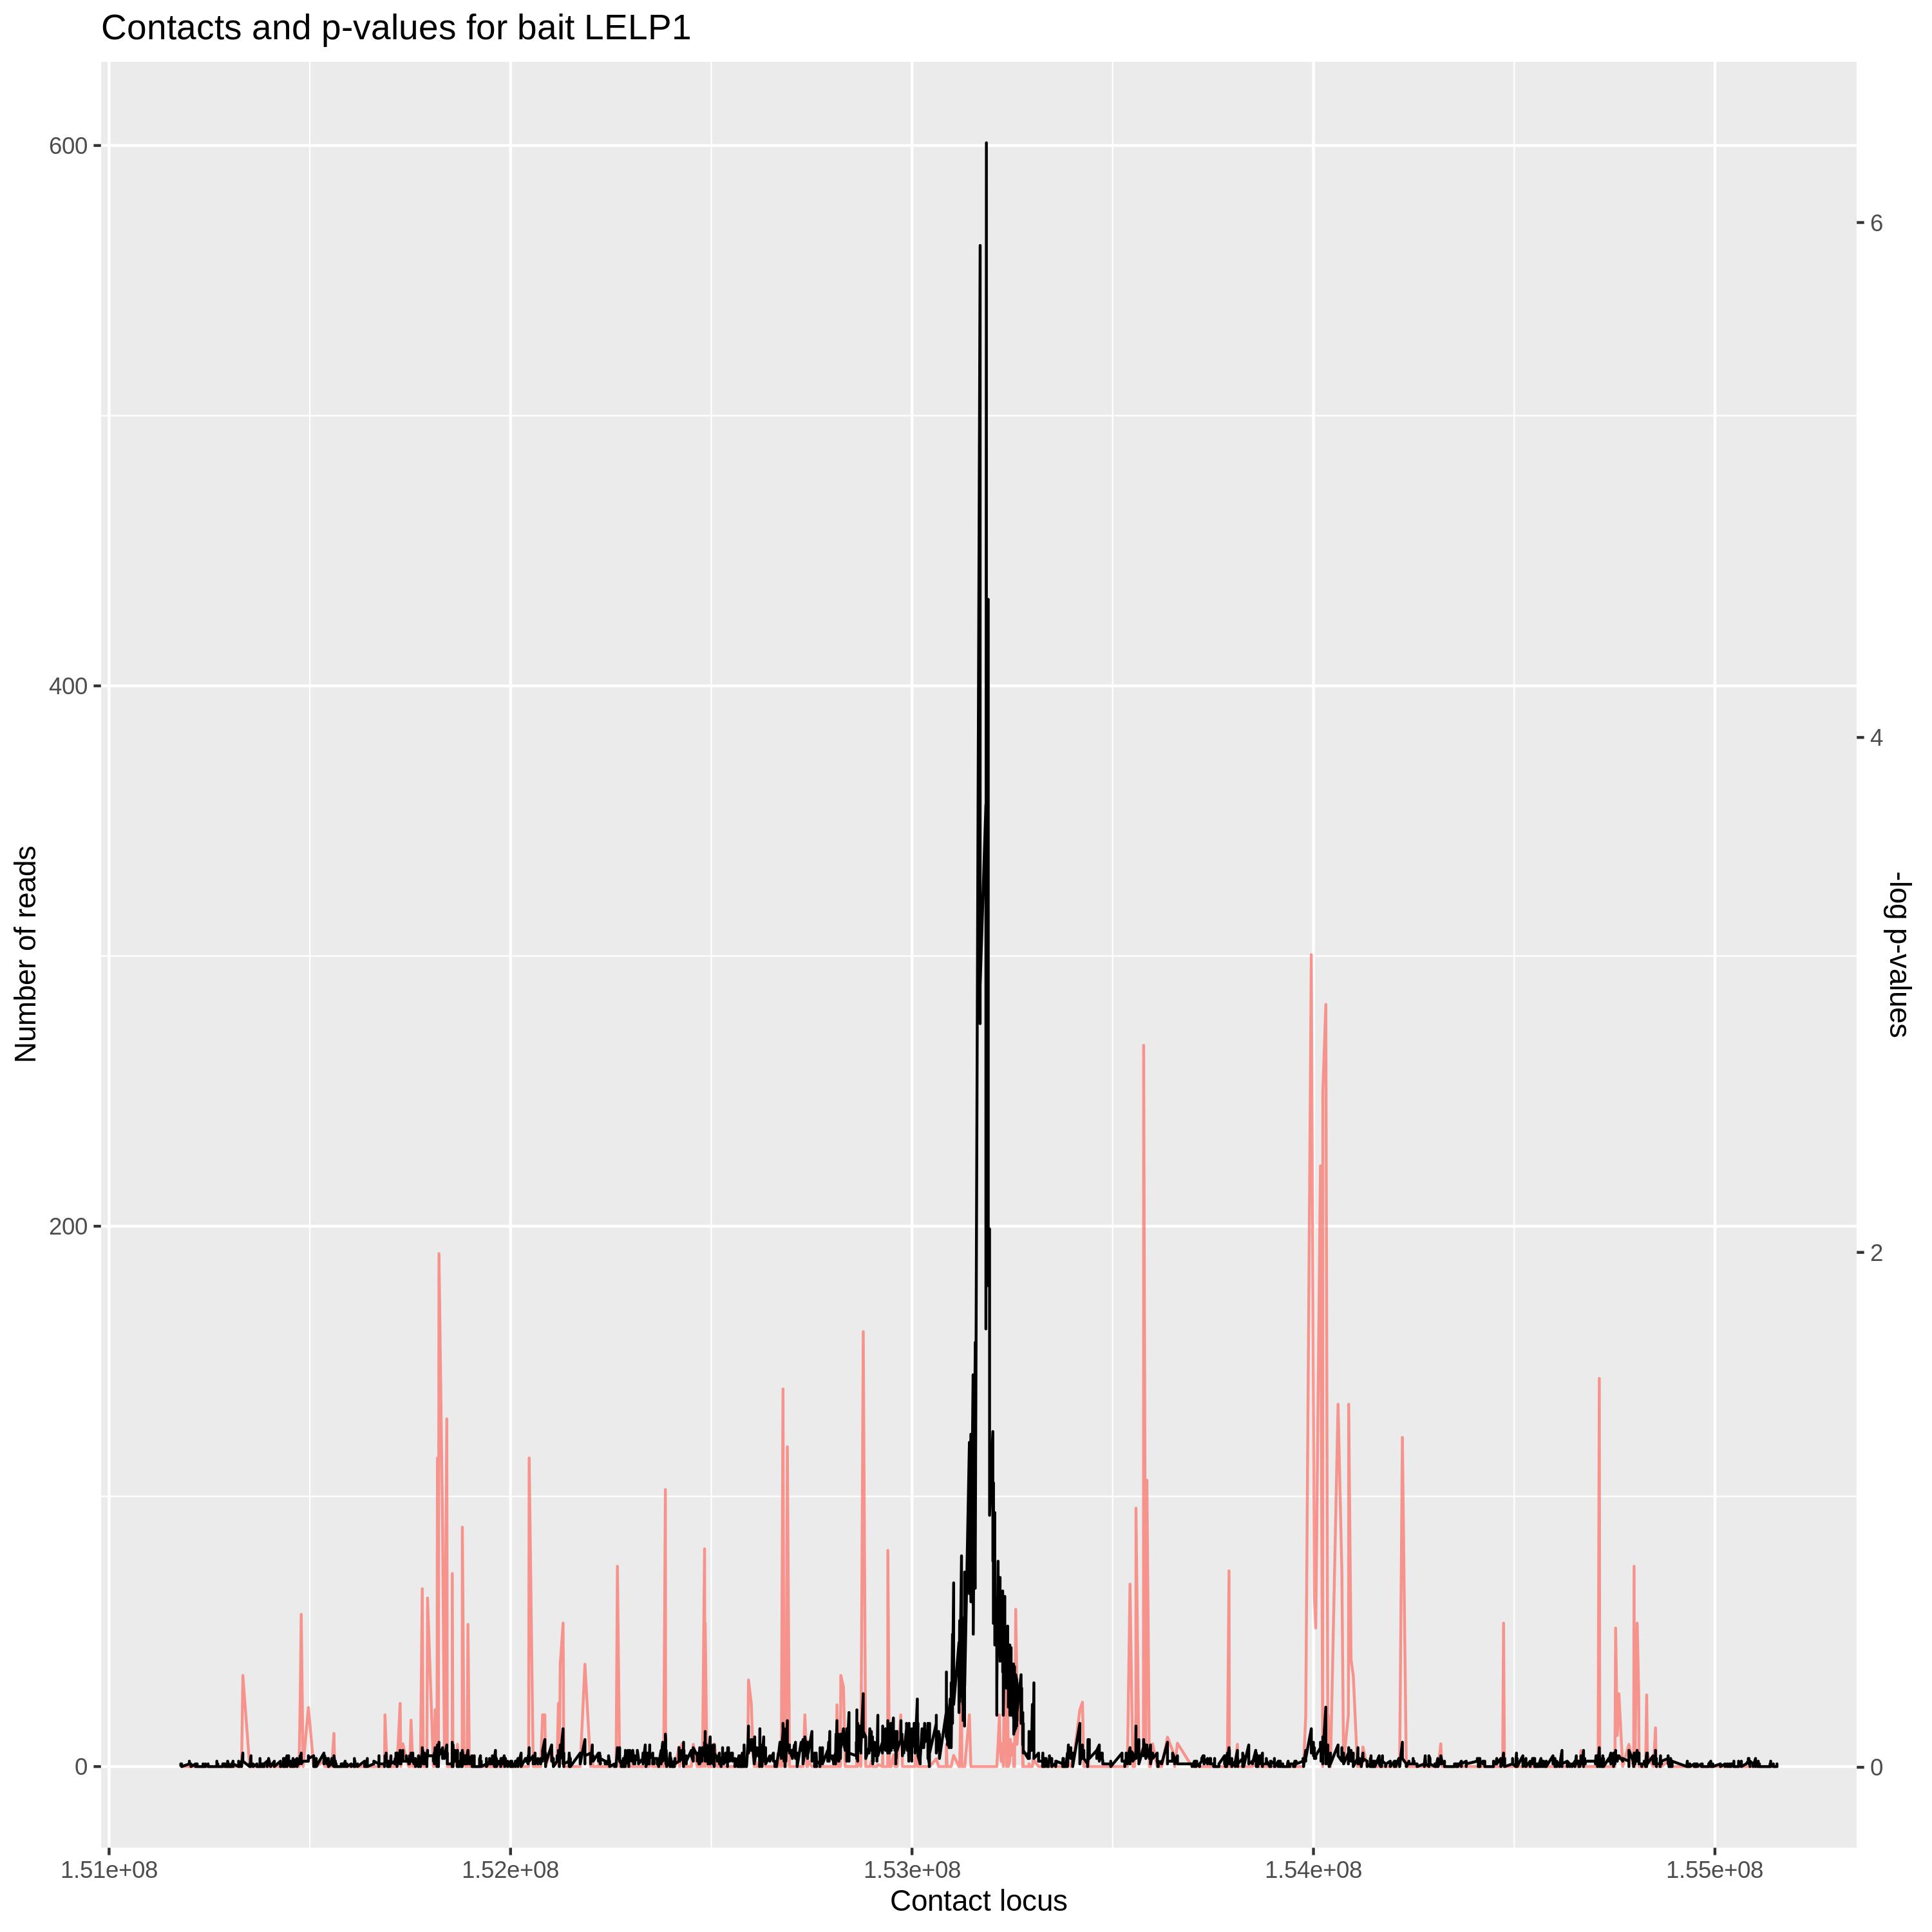 Contacts and p-values for bait LELP1
600
400
200
0
Number of reads
6
4
2
0
-log p-values
1.51e+08 1.52e+08 1.53e+08 1.54e+08 1.55e+08
Contact locus